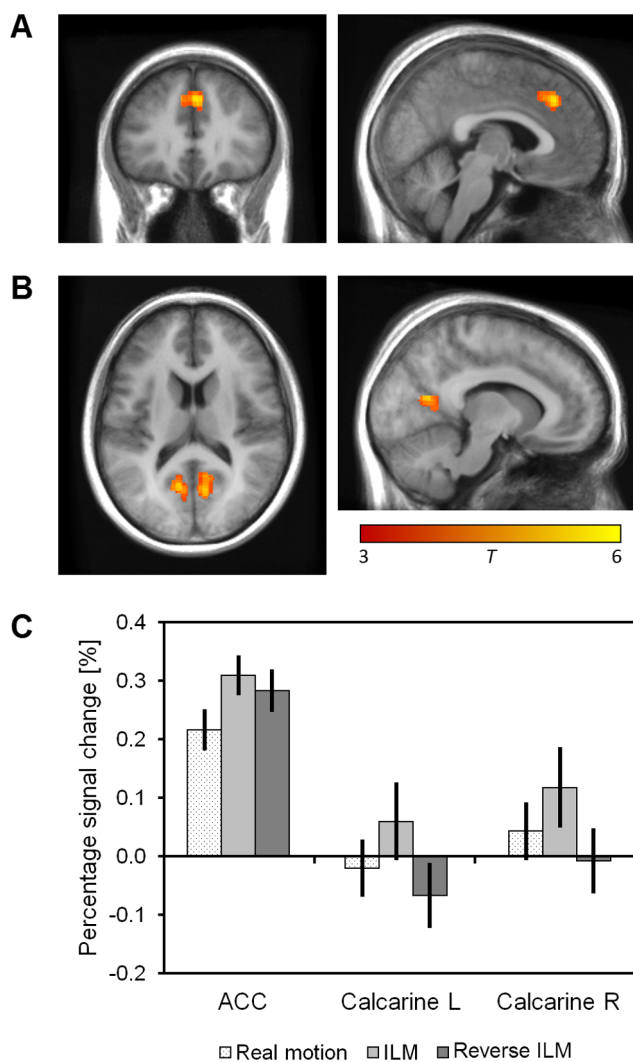 A
B
3 T 6
C
Percentage signal change [%]
0.4
0.3
0.2
0.1
0.0
-0.1
-0.2
ACC Calcarine L Calcarine R
Real motion ILM Reverse ILM